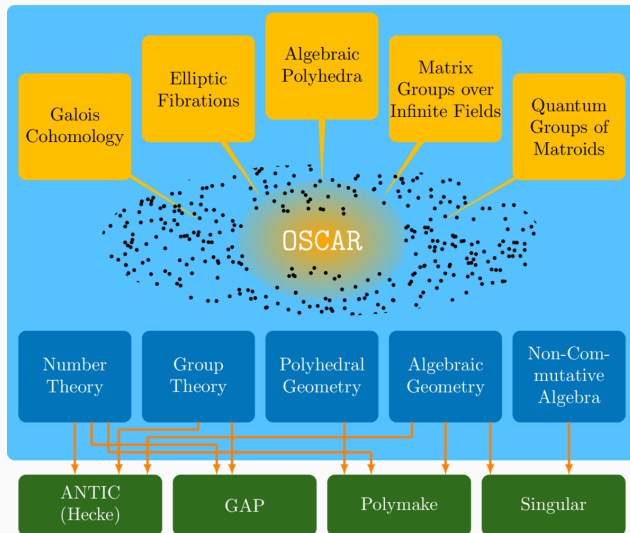 Galois
Cohomology
Elliptic
Fibrations
Algebraic
Polyhedra
Matrix
Groups over
Infinite Fields
Quantum
Groups of
Matroids
OSCAR
Number
Theory
Group
Theory
Polyhedral
Geometry
Algebraic
Geometry
Non-Com-
mutative
Algebra
ANTIC
(Hecke)
GAP
Polymake
Singular